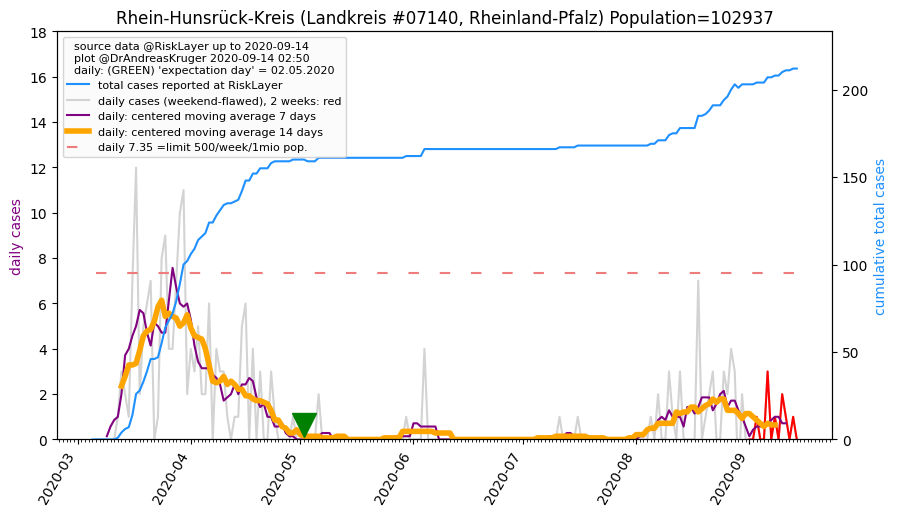 Rhein-Hunsrück-Kreis (Landkreis #07140, Rheinland-Pfalz) Population=102937
source data @RiskLayer up to 2020-09-14
plot @DrAndreasKruger 2020-09-14 02:50
daily: (GREEN) 'expectation day' = 02.05.2020
total cases reported at RiskLayer
daily cases (weekend-flawed), 2 weeks: red
daily: centered moving average 7 days
daily: centered moving average 14 days
daily 7.35 =limit 500/week/1mio pop.
daily cases
18
16
14
12
10
8
6
4
2
0
cumulative total cases
200
150
100
50
0
2020-03
2020-04
2020-05
2020-06
2020-07
2020-08
2020-09